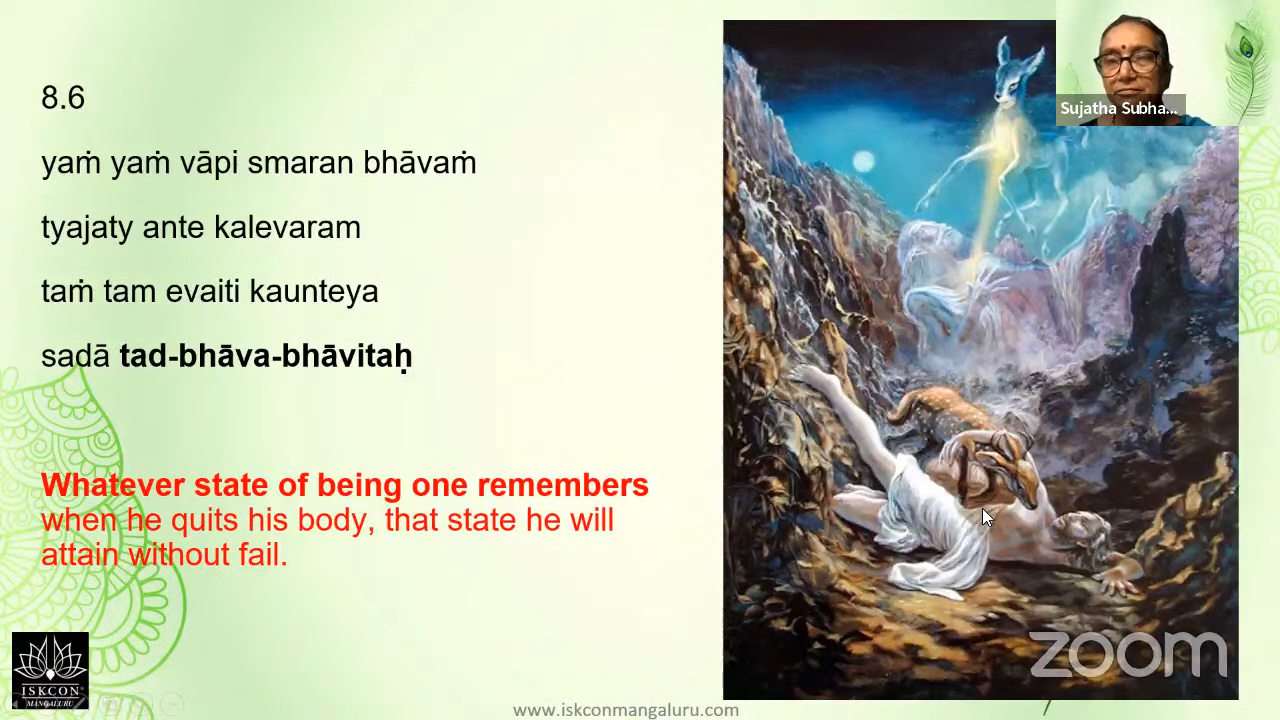 8.6
yaṁ yaṁ vāpi smaran bhāvaṁ
tyajaty ante kalevaram
taṁ tam evaiti kaunteya
sadā tad-bhāva-bhāvitaḥ
Whatever state of being one remembers
when he quits his body, that state he will
attain without fail.
Sujatha Subha...
zoom
ISKCON
MANGALURU
www.iskconmangaluru.com